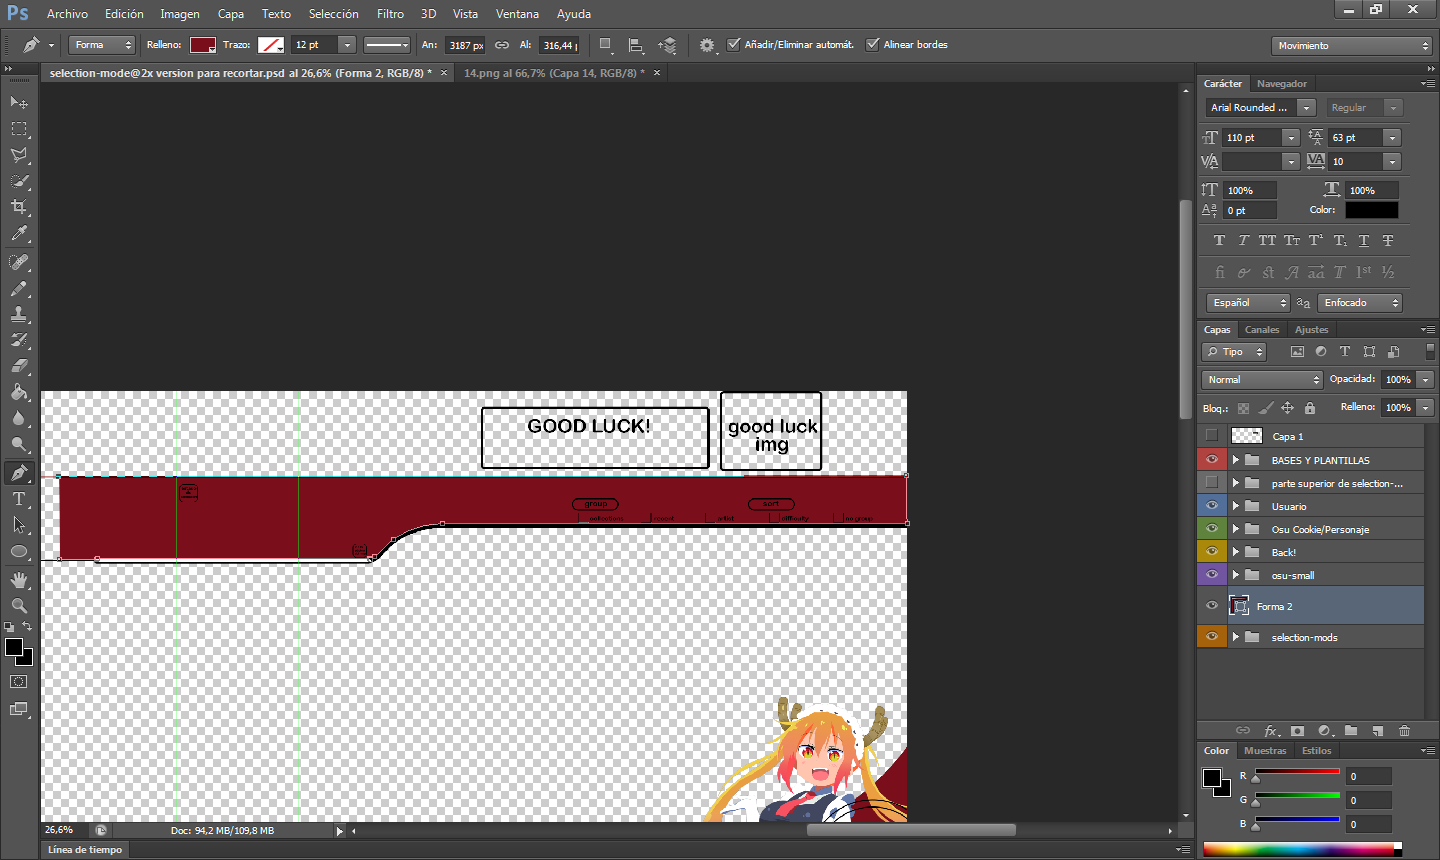 Ps Archivo Edición Imagen Capa Texto Selección Filtro 3D Vista Ventana Ayuda
Forma Relleno: Trazo: 12 pt An: 3187 px Al: 316,44 Añadir/Eliminar automát. Alinear bordes Movimiento
selection-mode@2x version para recortar.psd al 26,6% (Forma 2, RGB/8) * × 14.png al 66,7% (Capa 14, RGB/8) * ×
Carácter Navegador
Arial Rounded ... Regular
110 pt 63 pt
10
100% 100%
0 pt Color:
Español Enfocado
Capas Canales Ajustes
Tipo
Normal Opacidad: 100%
Bloq.: Relleno: 100%
Capa 1
BASES Y PLANTILLAS
parte superior de selection-...
Usuario
Osu Cookie/Personaje
Back!
osu-small
Forma 2
selection-mods
Color Muestras Estilos
R 0
G 0
B 0
GOOD LUCK!
good luck
img
group sort
recent artist difficulty no group
26,6% Doc: 94,2 MB/109,8 MB
Línea de tiempo